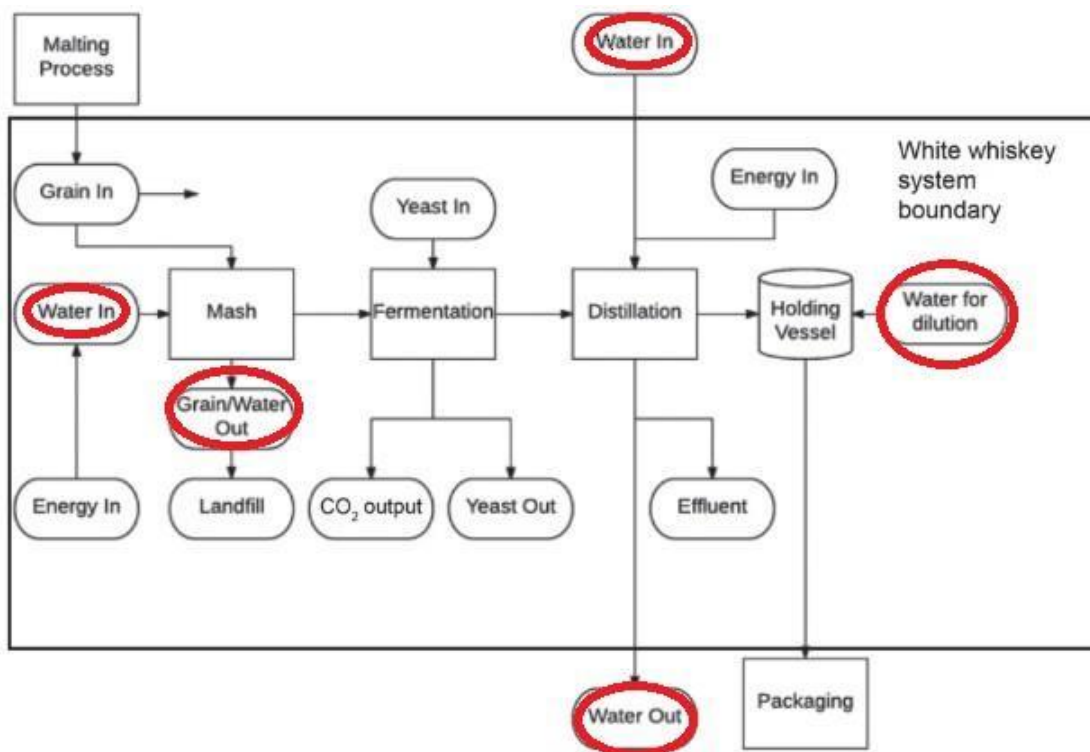 Malting
Process
Water In
White whiskey
system
boundary
Grain In
Energy In
Yeast In
Water In
Mash
Fermentation
Distillation
Holding
Vessel
Water for
dilution
Grain/Water
Out
Energy In
Landfill
CO₂ output
Yeast Out
Effluent
Water Out
Packaging